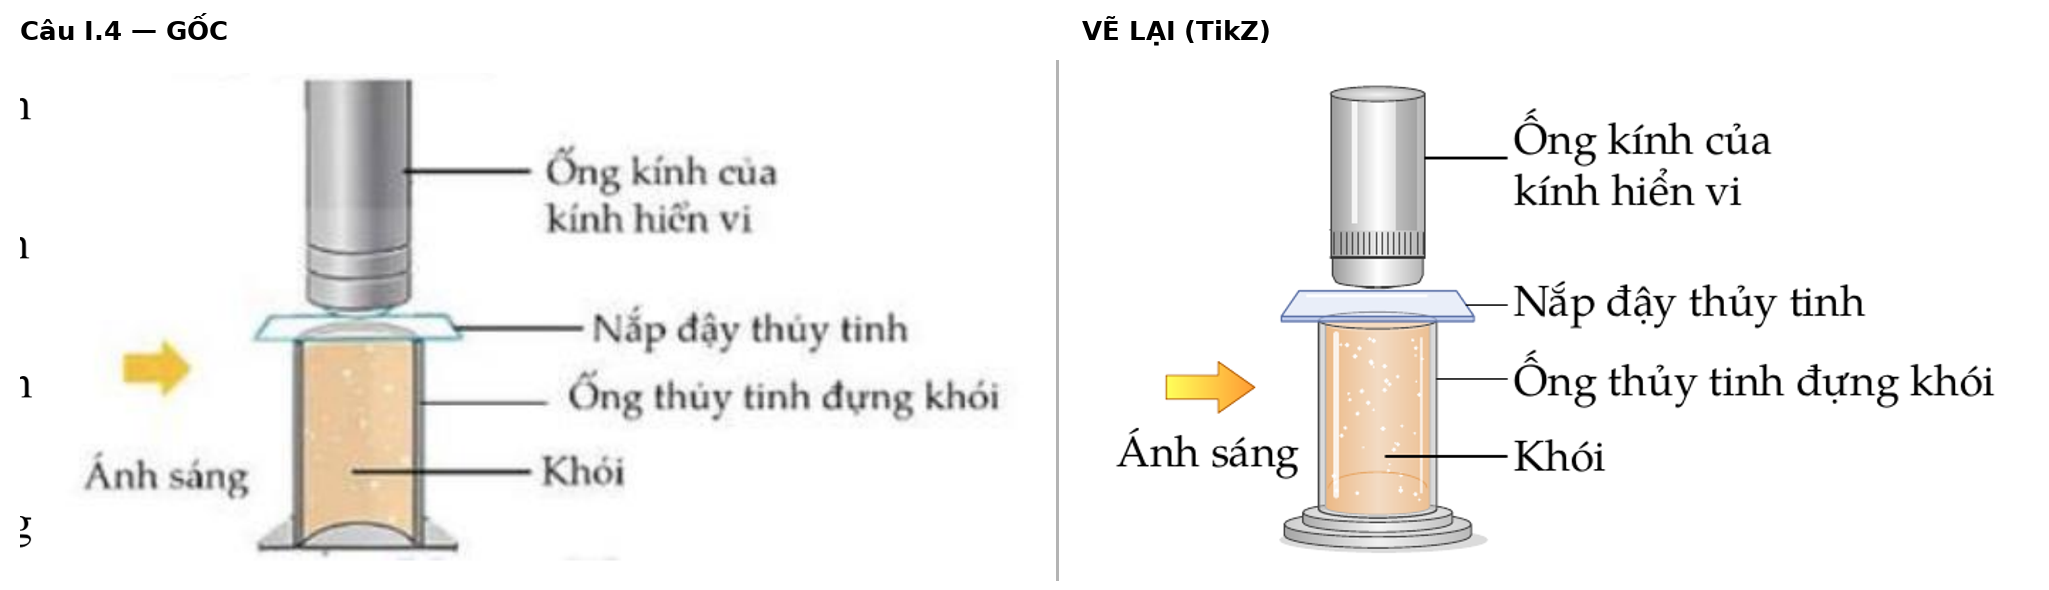 Câu I.4 — GỐC
n
n
n
g
Ống kính của
kính hiển vi
Nắp đậy thủy tinh
Ống thủy tinh đựng khói
Ánh sáng
Khói
VẼ LẠI (TikZ)
Ống kính của
kính hiển vi
Nắp đậy thủy tinh
Ống thủy tinh đựng khói
Ánh sáng
Khói